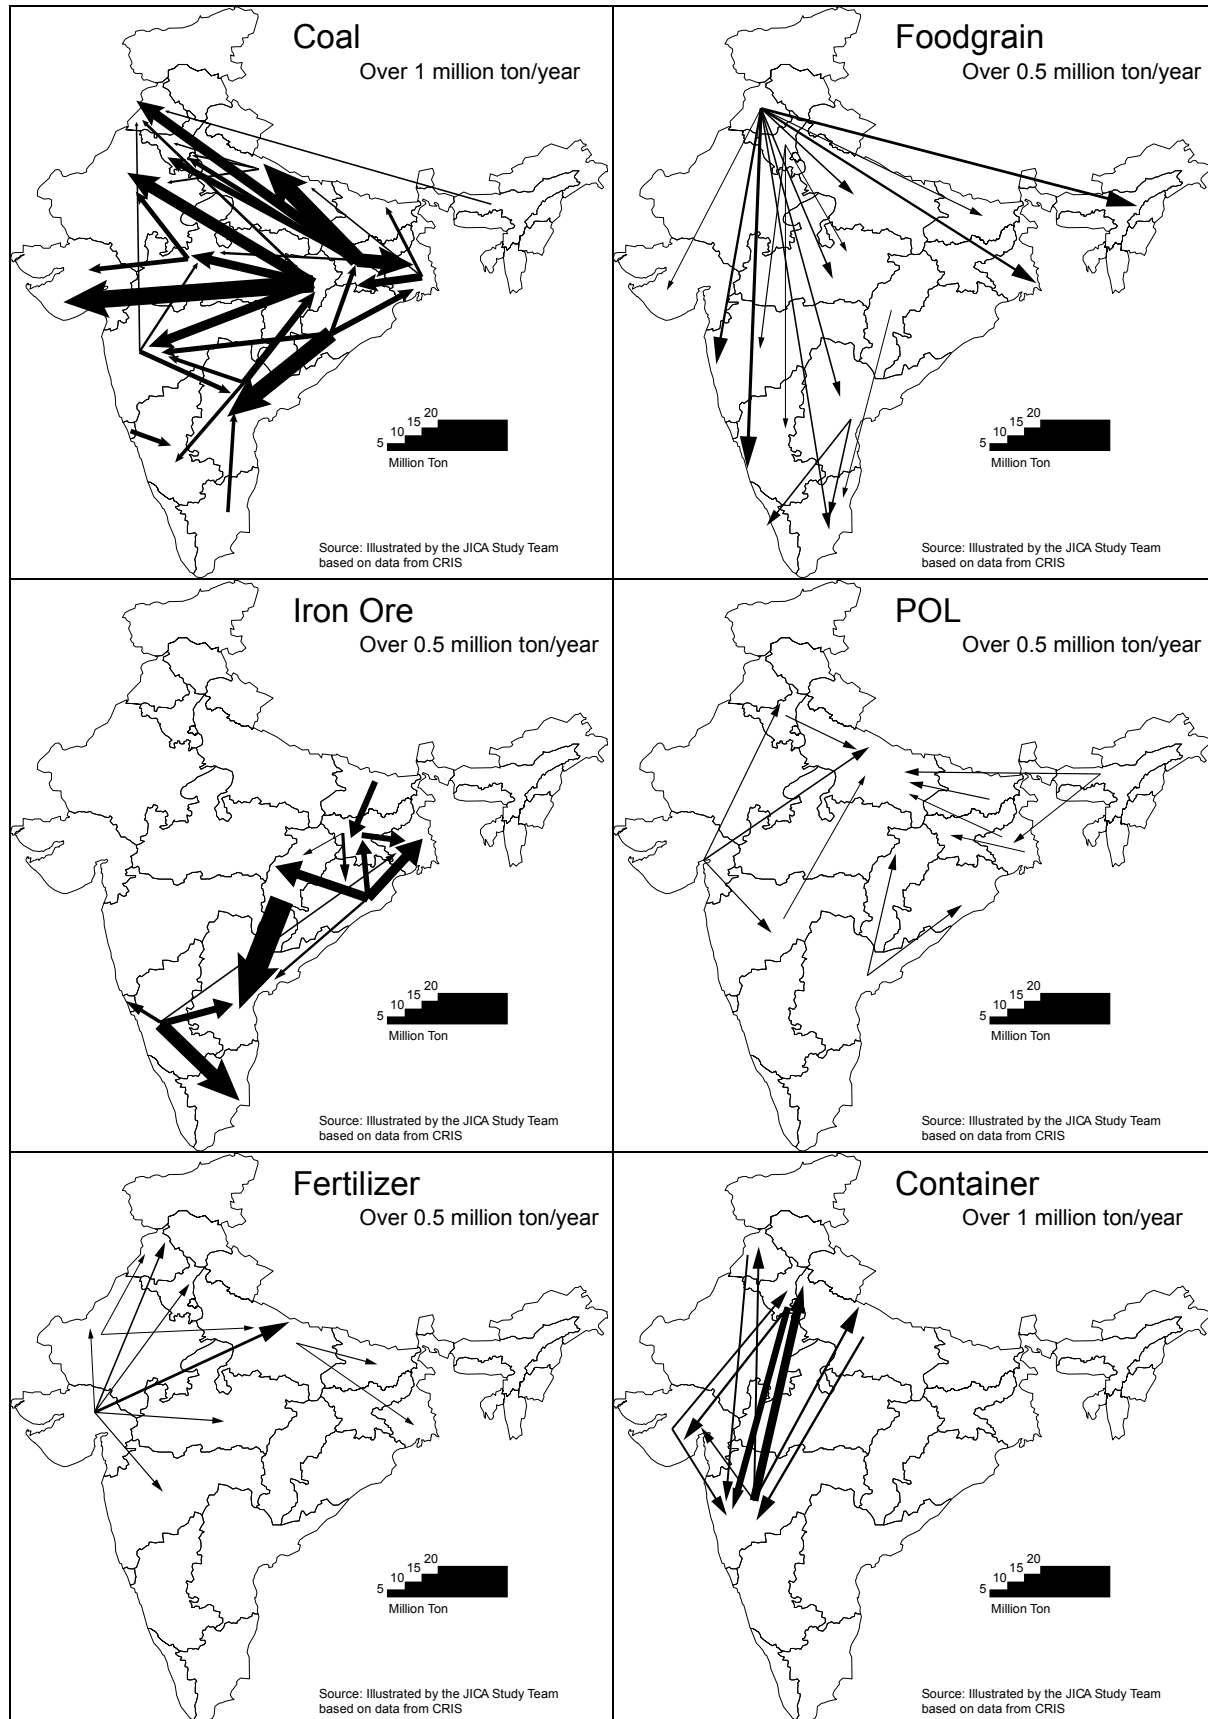 Coal
Over 1 million ton/year
20
15
10
5
Million Ton
Source: Illustrated by the JICA Study Team
based on data from CRIS
Foodgrain
Over 0.5 million ton/year
20
15
10
5
Million Ton
Source: Illustrated by the JICA Study Team
based on data from CRIS
Iron Ore
Over 0.5 million ton/year
20
15
10
5
Million Ton
Source: Illustrated by the JICA Study Team
based on data from CRIS
POL
Over 0.5 million ton/year
20
15
10
5
Million Ton
Source: Illustrated by the JICA Study Team
based on data from CRIS
Fertilizer
Over 0.5 million ton/year
20
15
10
5
Million Ton
Source: Illustrated by the JICA Study Team
based on data from CRIS
Container
Over 1 million ton/year
20
15
10
5
Million Ton
Source: Illustrated by the JICA Study Team
based on data from CRIS